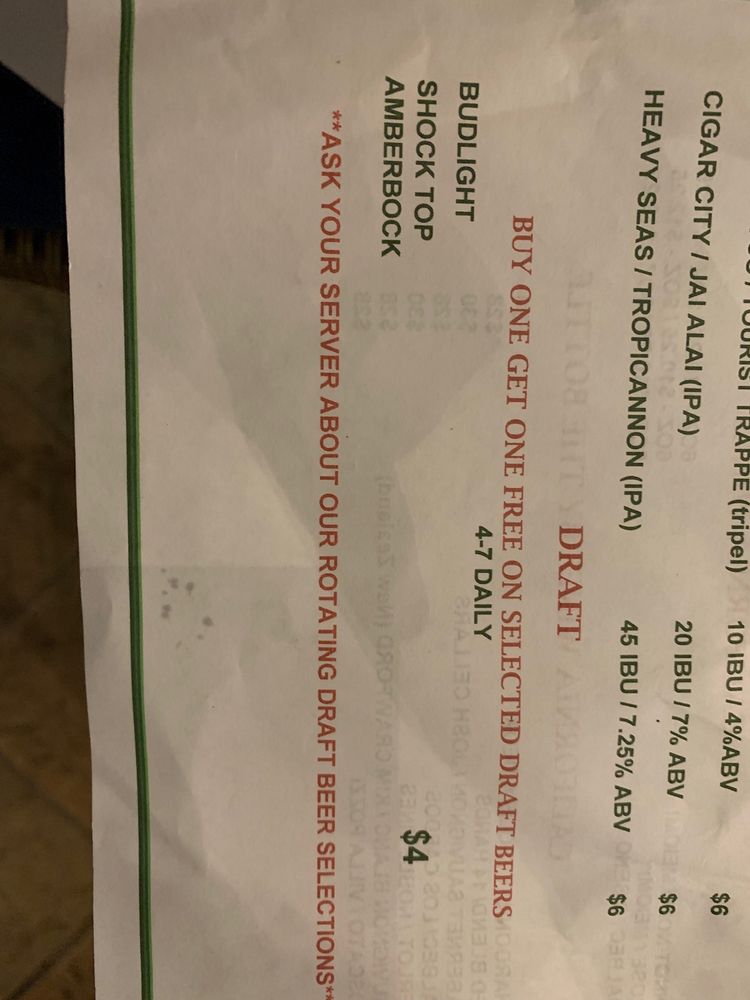 TRAPPE (tripel) 10 IBU / 4%ABV $6
CIGAR CITY / JAI ALAI (IPA) 20 IBU / 7% ABV $6
HEAVY SEAS / TROPICANNON (IPA) 45 IBU / 7.25% ABV $6
DRAFT
BUY ONE GET ONE FREE ON SELECTED DRAFT BEERS
4-7 DAILY
BUDLIGHT
SHOCK TOP
AMBERBOCK $4
**ASK YOUR SERVER ABOUT OUR ROTATING DRAFT BEER SELECTIONS**